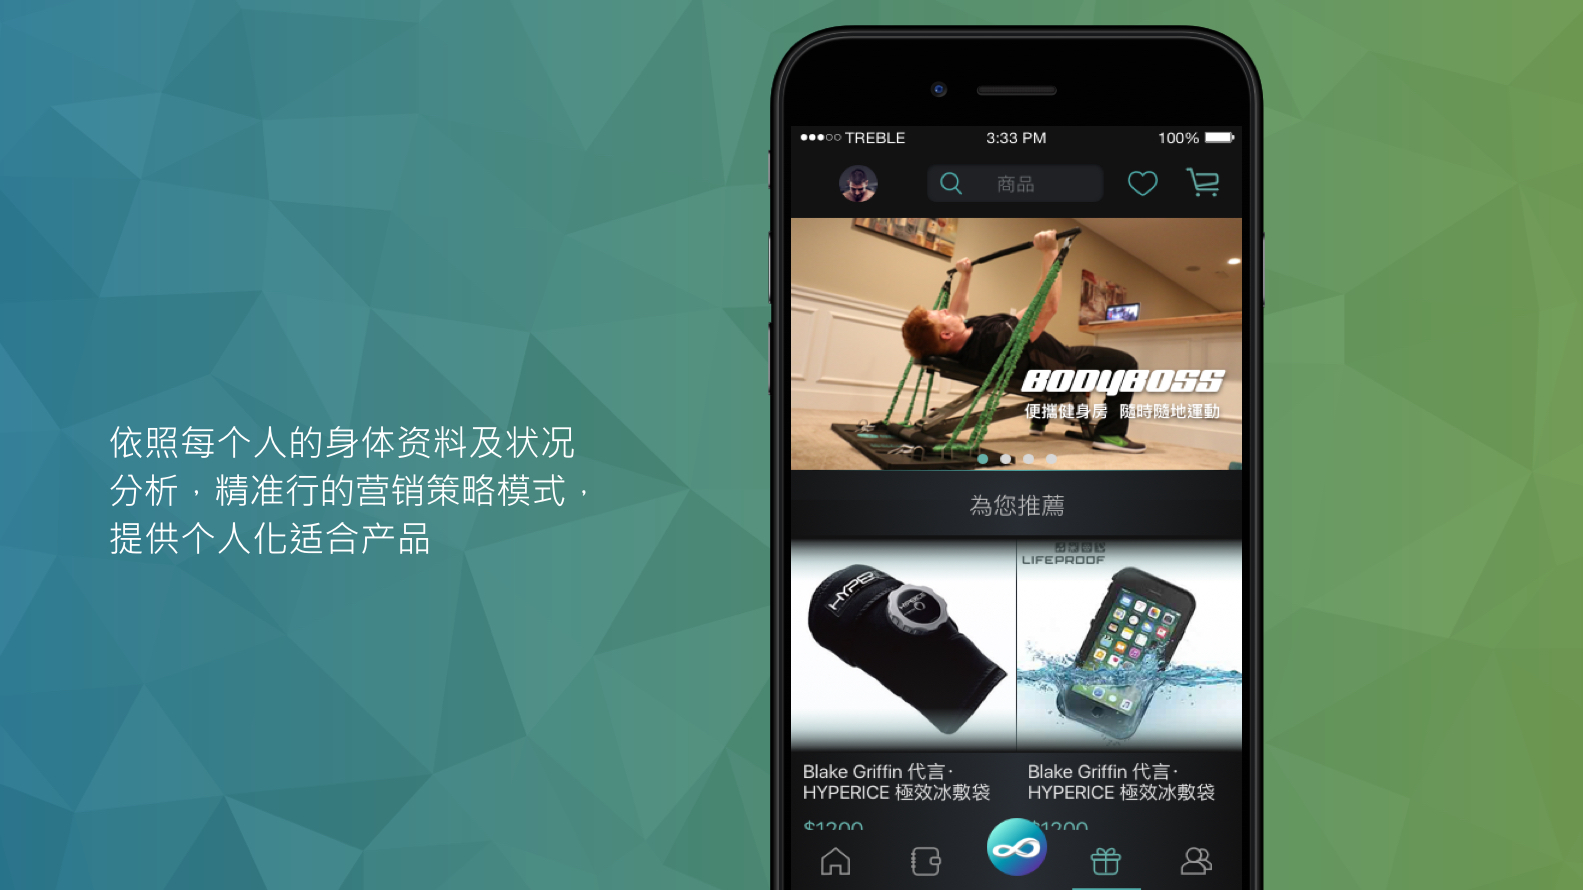 依照每个人的身体资料及状况
分析，精准行的营销策略模式，
提供个人化适合产品
TREBLE
3:33 PM
100%
商品
BODYBOSS
便攜健身房 隨時隨地運動
為您推薦
HYPERICE
LIFEPROOF
Blake Griffin 代言·
HYPERICE 極效冰敷袋
Blake Griffin 代言·
HYPERICE 極效冰敷袋
$1200
$1200